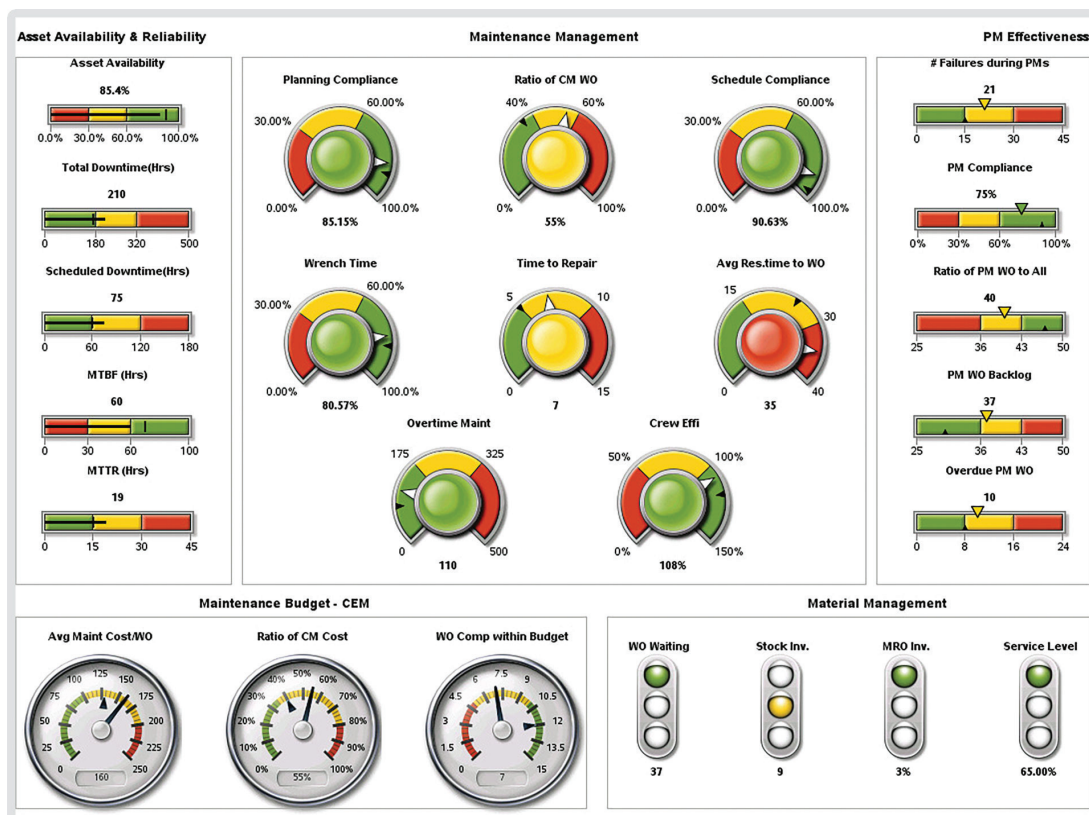 Asset Availability & Reliability
Maintenance Management
PM Effectiveness
Asset Availability
85.4%
0.0% 30.0% 60.0% 100.0%
Total Downtime(Hrs)
210
0 180 320 500
Scheduled Downtime(Hrs)
75
0 60 120 180
MTBF (Hrs)
60
0 30 60 100
MTTR (Hrs)
19
0 15 30 45
Planning Compliance
60.00%
30.00%
0.00% 100.0%
85.15%
Ratio of CM WO
40% 60%
0% 100%
55%
Schedule Compliance
60.00%
30.00%
0.00% 100.0%
90.63%
Wrench Time
60.00%
30.00%
0.00% 100.0%
80.57%
Time to Repair
5 10
0 15
7
Avg Res.time to WO
15 30
0 40
35
Overtime Maint
175 325
0 500
110
Crew Effi
50% 100%
0% 150%
108%
# Failures during PMs
21
0 15 30 45
PM Compliance
75%
0% 30% 60% 100%
Ratio of PM WO to All
40
25 36 43 50
PM WO Backlog
37
25 36 43 50
Overdue PM WO
10
0 8 16 24
Maintenance Budget - CEM
Avg Maint Cost/WO
0 25 50 75 100 125 150 175 200 225 250
160
Ratio of CM Cost
0% 10% 20% 30% 40% 50% 60% 70% 80% 90% 100%
55%
WO Comp within Budget
0 1.5 3 4.5 6 7.5 9 10.5 12 13.5 15
7
Material Management
WO Waiting
37
Stock Inv.
9
MRO Inv.
3%
Service Level
65.00%